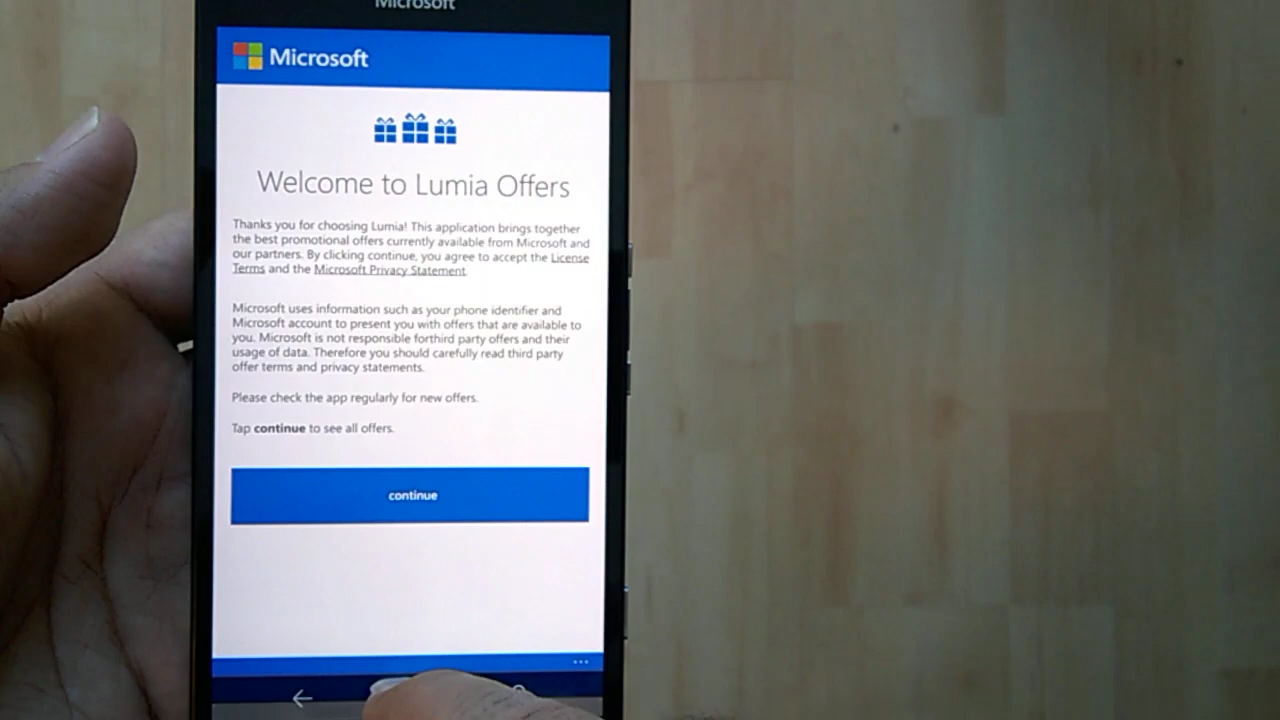 Microsoft
Microsoft
Welcome to Lumia Offers
Thanks you for choosing Lumia! This application brings together
the best promotional offers currently available from Microsoft and
our partners. By clicking continue, you agree to accept the License
Terms and the Microsoft Privacy Statement.
Microsoft uses information such as your phone identifier and
Microsoft account to present you with offers that are available to
you. Microsoft is not responsible forthird party offers and their
usage of data. Therefore you should carefully read third party
offer terms and privacy statements.
Please check the app regularly for new offers.
Tap continue to see all offers.
continue